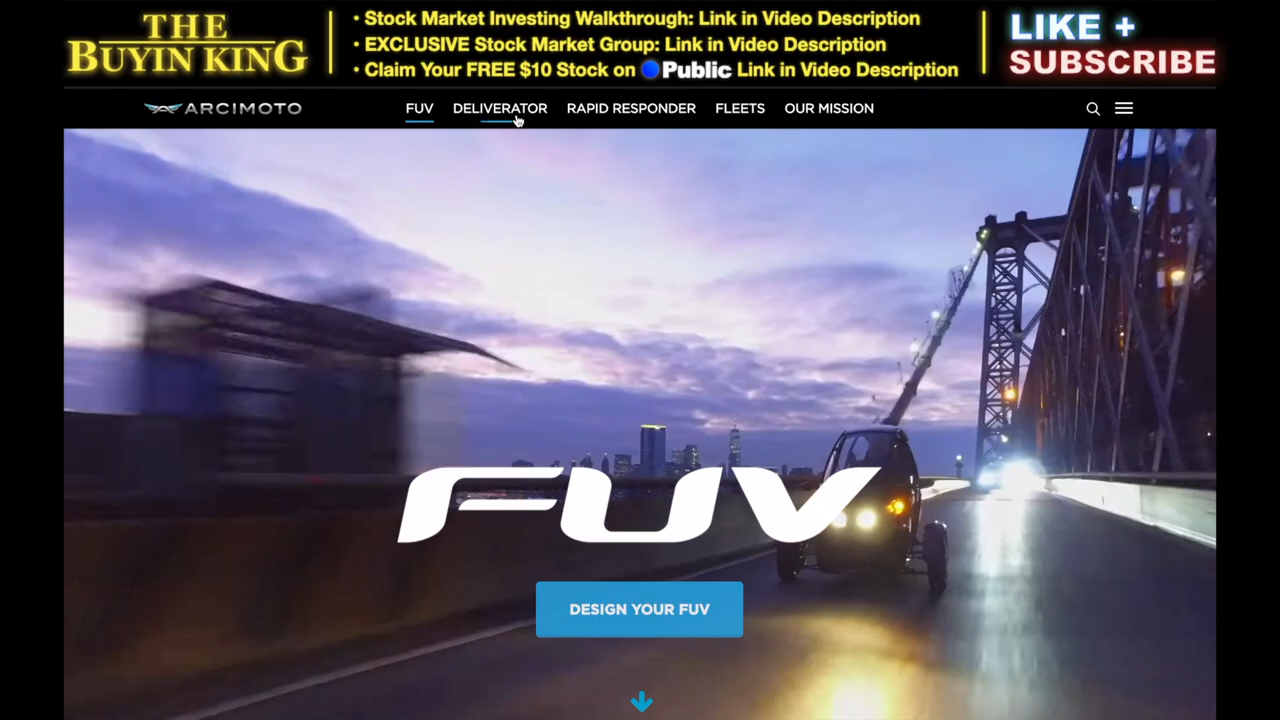 THE
BUYIN KING
• Stock Market Investing Walkthrough: Link in Video Description
• EXCLUSIVE Stock Market Group: Link in Video Description
• Claim Your FREE $10 Stock on Public Link in Video Description
LIKE +
SUBSCRIBE
ARCIMOTO
FUV
DELIVERATOR
RAPID RESPONDER
FLEETS
OUR MISSION
FUV
DESIGN YOUR FUV